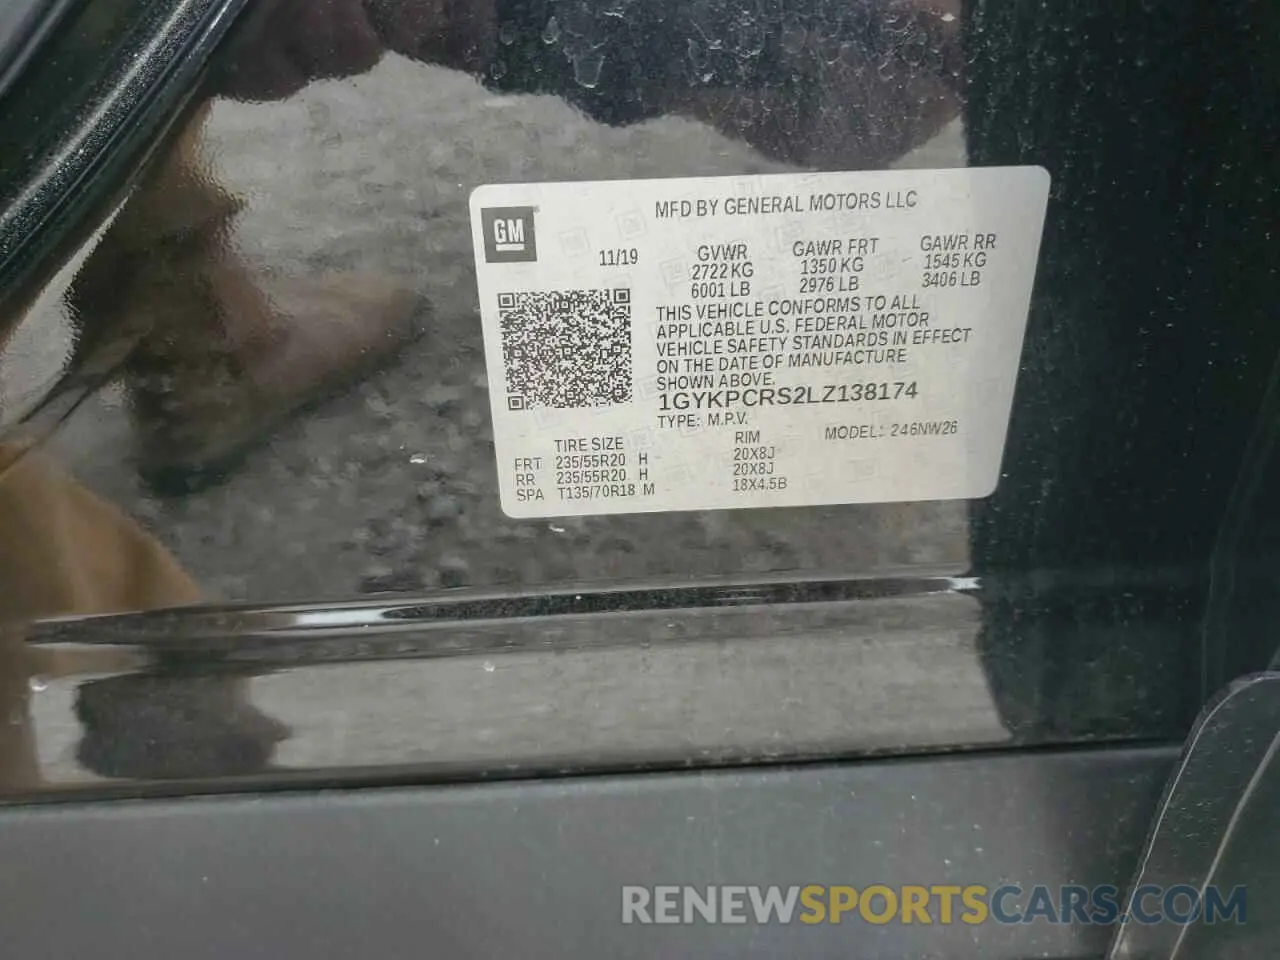 GM
MFD BY GENERAL MOTORS LLC
11/19
GVWR GAWR FRT GAWR RR
2722 KG 1350 KG 1545 KG
6001 LB 2976 LB 3406 LB
THIS VEHICLE CONFORMS TO ALL
APPLICABLE U.S. FEDERAL MOTOR
VEHICLE SAFETY STANDARDS IN EFFECT
ON THE DATE OF MANUFACTURE
SHOWN ABOVE.
1GYKPCRS2LZ138174
TYPE: M.P.V. MODEL: 246NW26
TIRE SIZE RIM
FRT 235/55R20 H 20X8J
RR 235/55R20 H 20X8J
SPA T135/70R18 M 18X4.5B
RENEWSPORTSCARS.COM